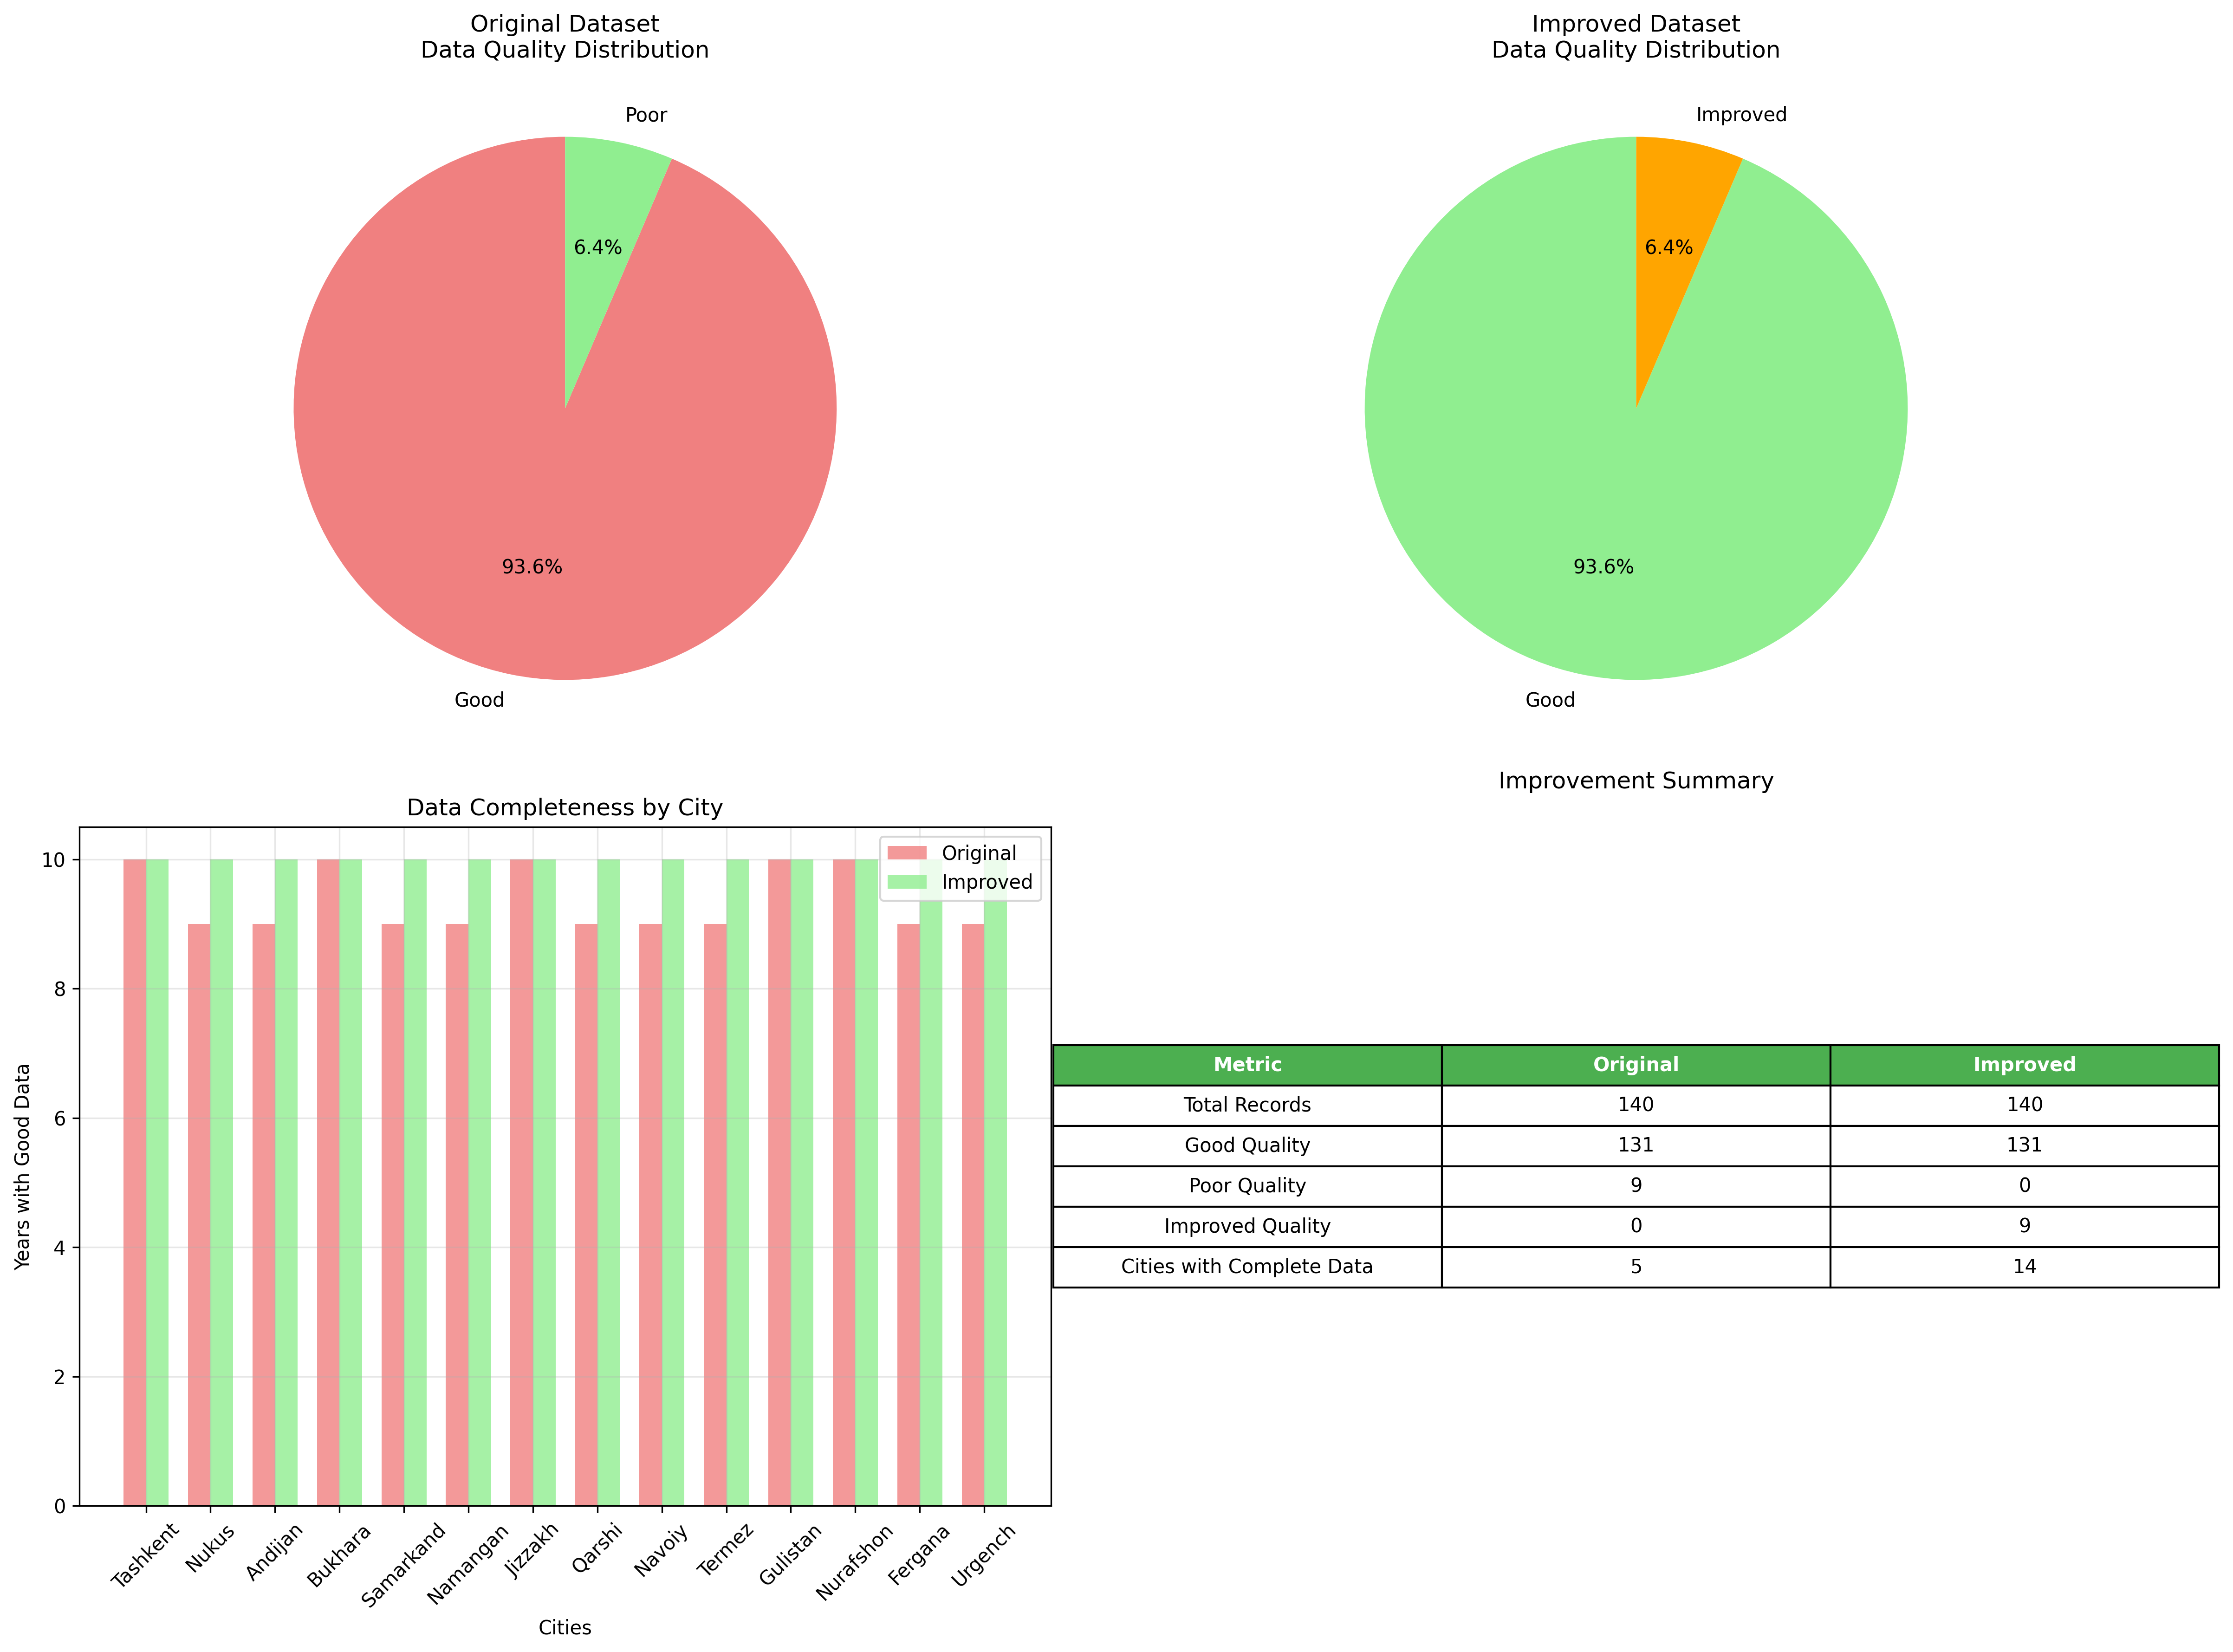 Original Dataset
Data Quality Distribution
Poor
6.4%
93.6%
Good
Improved Dataset
Data Quality Distribution
Improved
6.4%
93.6%
Good
Data Completeness by City
Original
Improved
Years with Good Data
10
8
6
4
2
0
Tashkent
Nukus
Andijan
Bukhara
Samarkand
Namangan
Jizzakh
Qarshi
Navoiy
Termez
Gulistan
Nurafshon
Fergana
Urgench
Cities
Improvement Summary
Metric Original Improved
Total Records 140 140
Good Quality 131 131
Poor Quality 9 0
Improved Quality 0 9
Cities with Complete Data 5 14